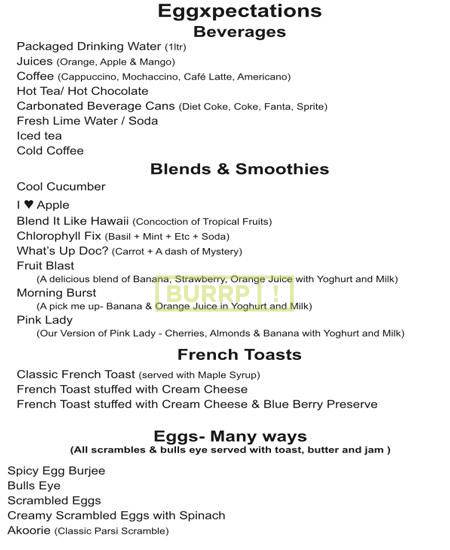 Eggxpectations
Beverages
Packaged Drinking Water (1ltr)
Juices (Orange, Apple & Mango)
Coffee (Cappuccino, Mochaccino, Café Latte, Americano)
Hot Tea/ Hot Chocolate
Carbonated Beverage Cans (Diet Coke, Coke, Fanta, Sprite)
Fresh Lime Water / Soda
Iced tea
Cold Coffee
Blends & Smoothies
Cool Cucumber
I ♥ Apple
Blend It Like Hawaii (Concoction of Tropical Fruits)
Chlorophyll Fix (Basil + Mint + Etc + Soda)
What's Up Doc? (Carrot + A dash of Mystery)
Fruit Blast
(A delicious blend of Banana, Strawberry, Orange Juice with Yoghurt and Milk)
BURRP!
Morning Burst
(A pick me up- Banana & Orange Juice in Yoghurt and Milk)
Pink Lady
(Our Version of Pink Lady - Cherries, Almonds & Banana with Yoghurt and Milk)
French Toasts
Classic French Toast (served with Maple Syrup)
French Toast stuffed with Cream Cheese
French Toast stuffed with Cream Cheese & Blue Berry Preserve
Eggs- Many ways
(All scrambles & bulls eye served with toast, butter and jam )
Spicy Egg Burjee
Bulls Eye
Scrambled Eggs
Creamy Scrambled Eggs with Spinach
Akoorie (Classic Parsi Scramble)